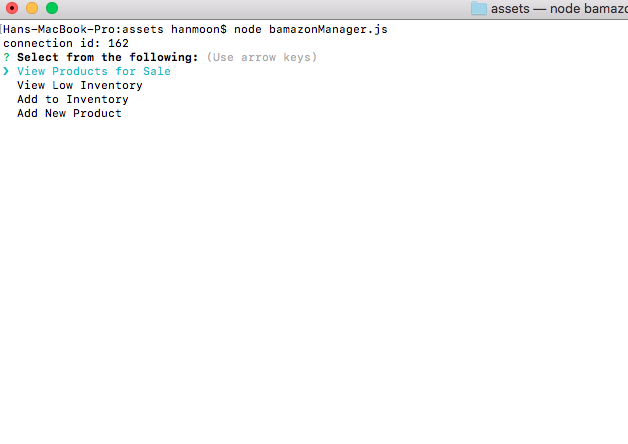 assets — node bamazo
[Hans-MacBook-Pro:assets hanmoon$ node bamazonManager.js
connection id: 162
? Select from the following: (Use arrow keys)
❯ View Products for Sale
View Low Inventory
Add to Inventory
Add New Product